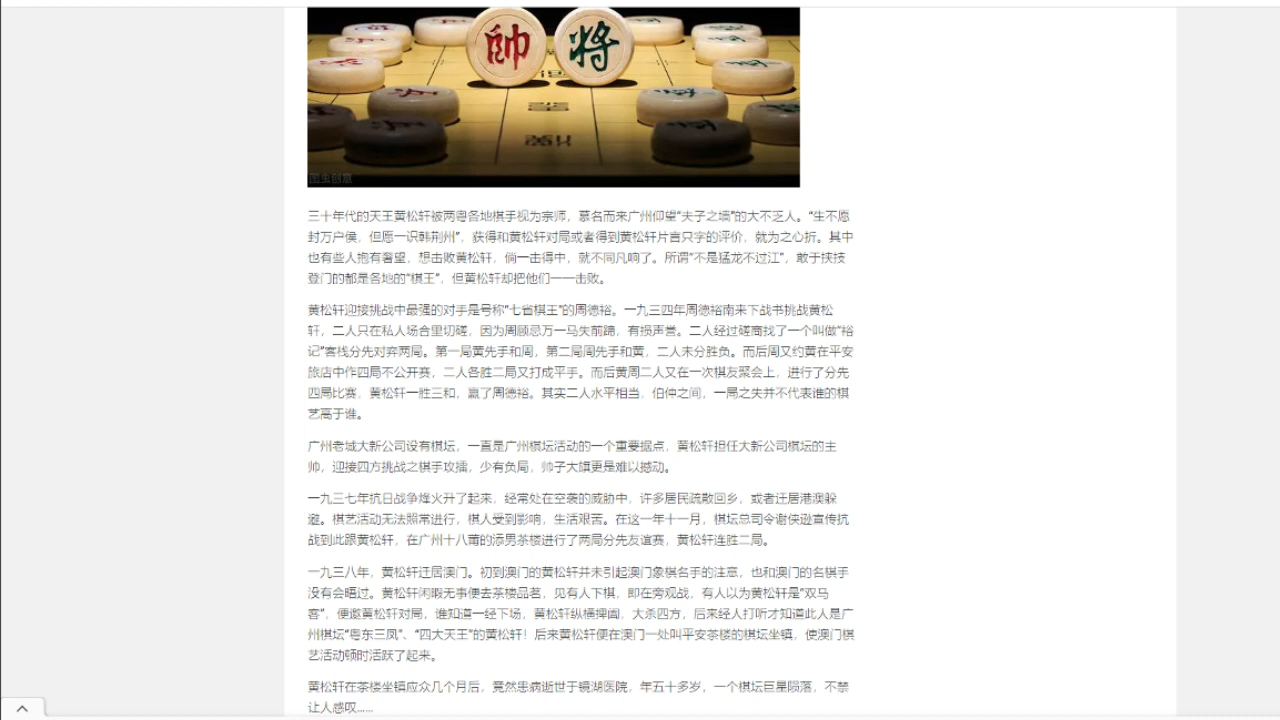 帥
将
图虫创意
三十年代的天王黄松轩被两粤各地棋手视为宗师，慕名而来广州仰望“夫子之墙”的大不乏人。“生不愿
封万户侯，但愿一识韩荆州”，获得和黄松轩对局或者得到黄松轩片言只字的评价，就为之心折。其中
也有些人抱有奢望，想击败黄松轩，倘一击得中，就不同凡响了。所谓“不是猛龙不过江”，敢于挟技
登门的都是各地的“棋王”，但黄松轩却把他们一一击败。
黄松轩迎接挑战中最强的对手是号称“七省棋王”的周德裕。一九三四年周德裕南来下战书挑战黄松
轩，二人只在私人场合里切磋，因为周顾忌万一马失前蹄，有损声誉。二人经过磋商找了一个叫做“裕
记”客栈分先对弈两局。第一局黄先手和周，第二局周先手和黄，二人未分胜负。而后周又约黄在平安
旅店中作四局不公开赛，二人各胜二局又打成平手。而后黄周二人又在一次棋友聚会上，进行了分先
四局比赛，黄松轩一胜三和，赢了周德裕。其实二人水平相当，伯仲之间，一局之失并不代表谁的棋
艺高于谁。
广州老城大新公司设有棋坛，一直是广州棋坛活动的一个重要据点，黄松轩担任大新公司棋坛的主
帅，迎接四方挑战之棋手攻擂，少有负局，帅子大旗更是难以撼动。
一九三七年抗日战争烽火升了起来，经常处在空袭的威胁中，许多居民疏散回乡，或者迁居港澳躲
避。棋艺活动无法照常进行，棋人受到影响，生活艰苦。在这一年十一月，棋坛总司令谢侠逊宣传抗
战到此跟黄松轩，在广州十八甫的添男茶楼进行了两局分先友谊赛，黄松轩连胜二局。
一九三八年，黄松轩迁居澳门。初到澳门的黄松轩并未引起澳门象棋名手的注意，也和澳门的名棋手
没有会晤过。黄松轩闲暇无事便去茶楼品茗，见有人下棋，即在旁观战，有人以为黄松轩是“双马
客”，便邀黄松轩对局，谁知道一经下场，黄松轩纵横捭阖，大杀四方，后来经人打听才知道此人是广
州棋坛“粤东三凤”、“四大天王”的黄松轩！后来黄松轩便在澳门一处叫平安茶楼的棋坛坐镇，使澳门棋
艺活动顿时活跃了起来。
黄松轩在茶楼坐镇应众几个月后，竟然患病逝世于镜湖医院，年五十多岁，一个棋坛巨星陨落，不禁
让人感叹……